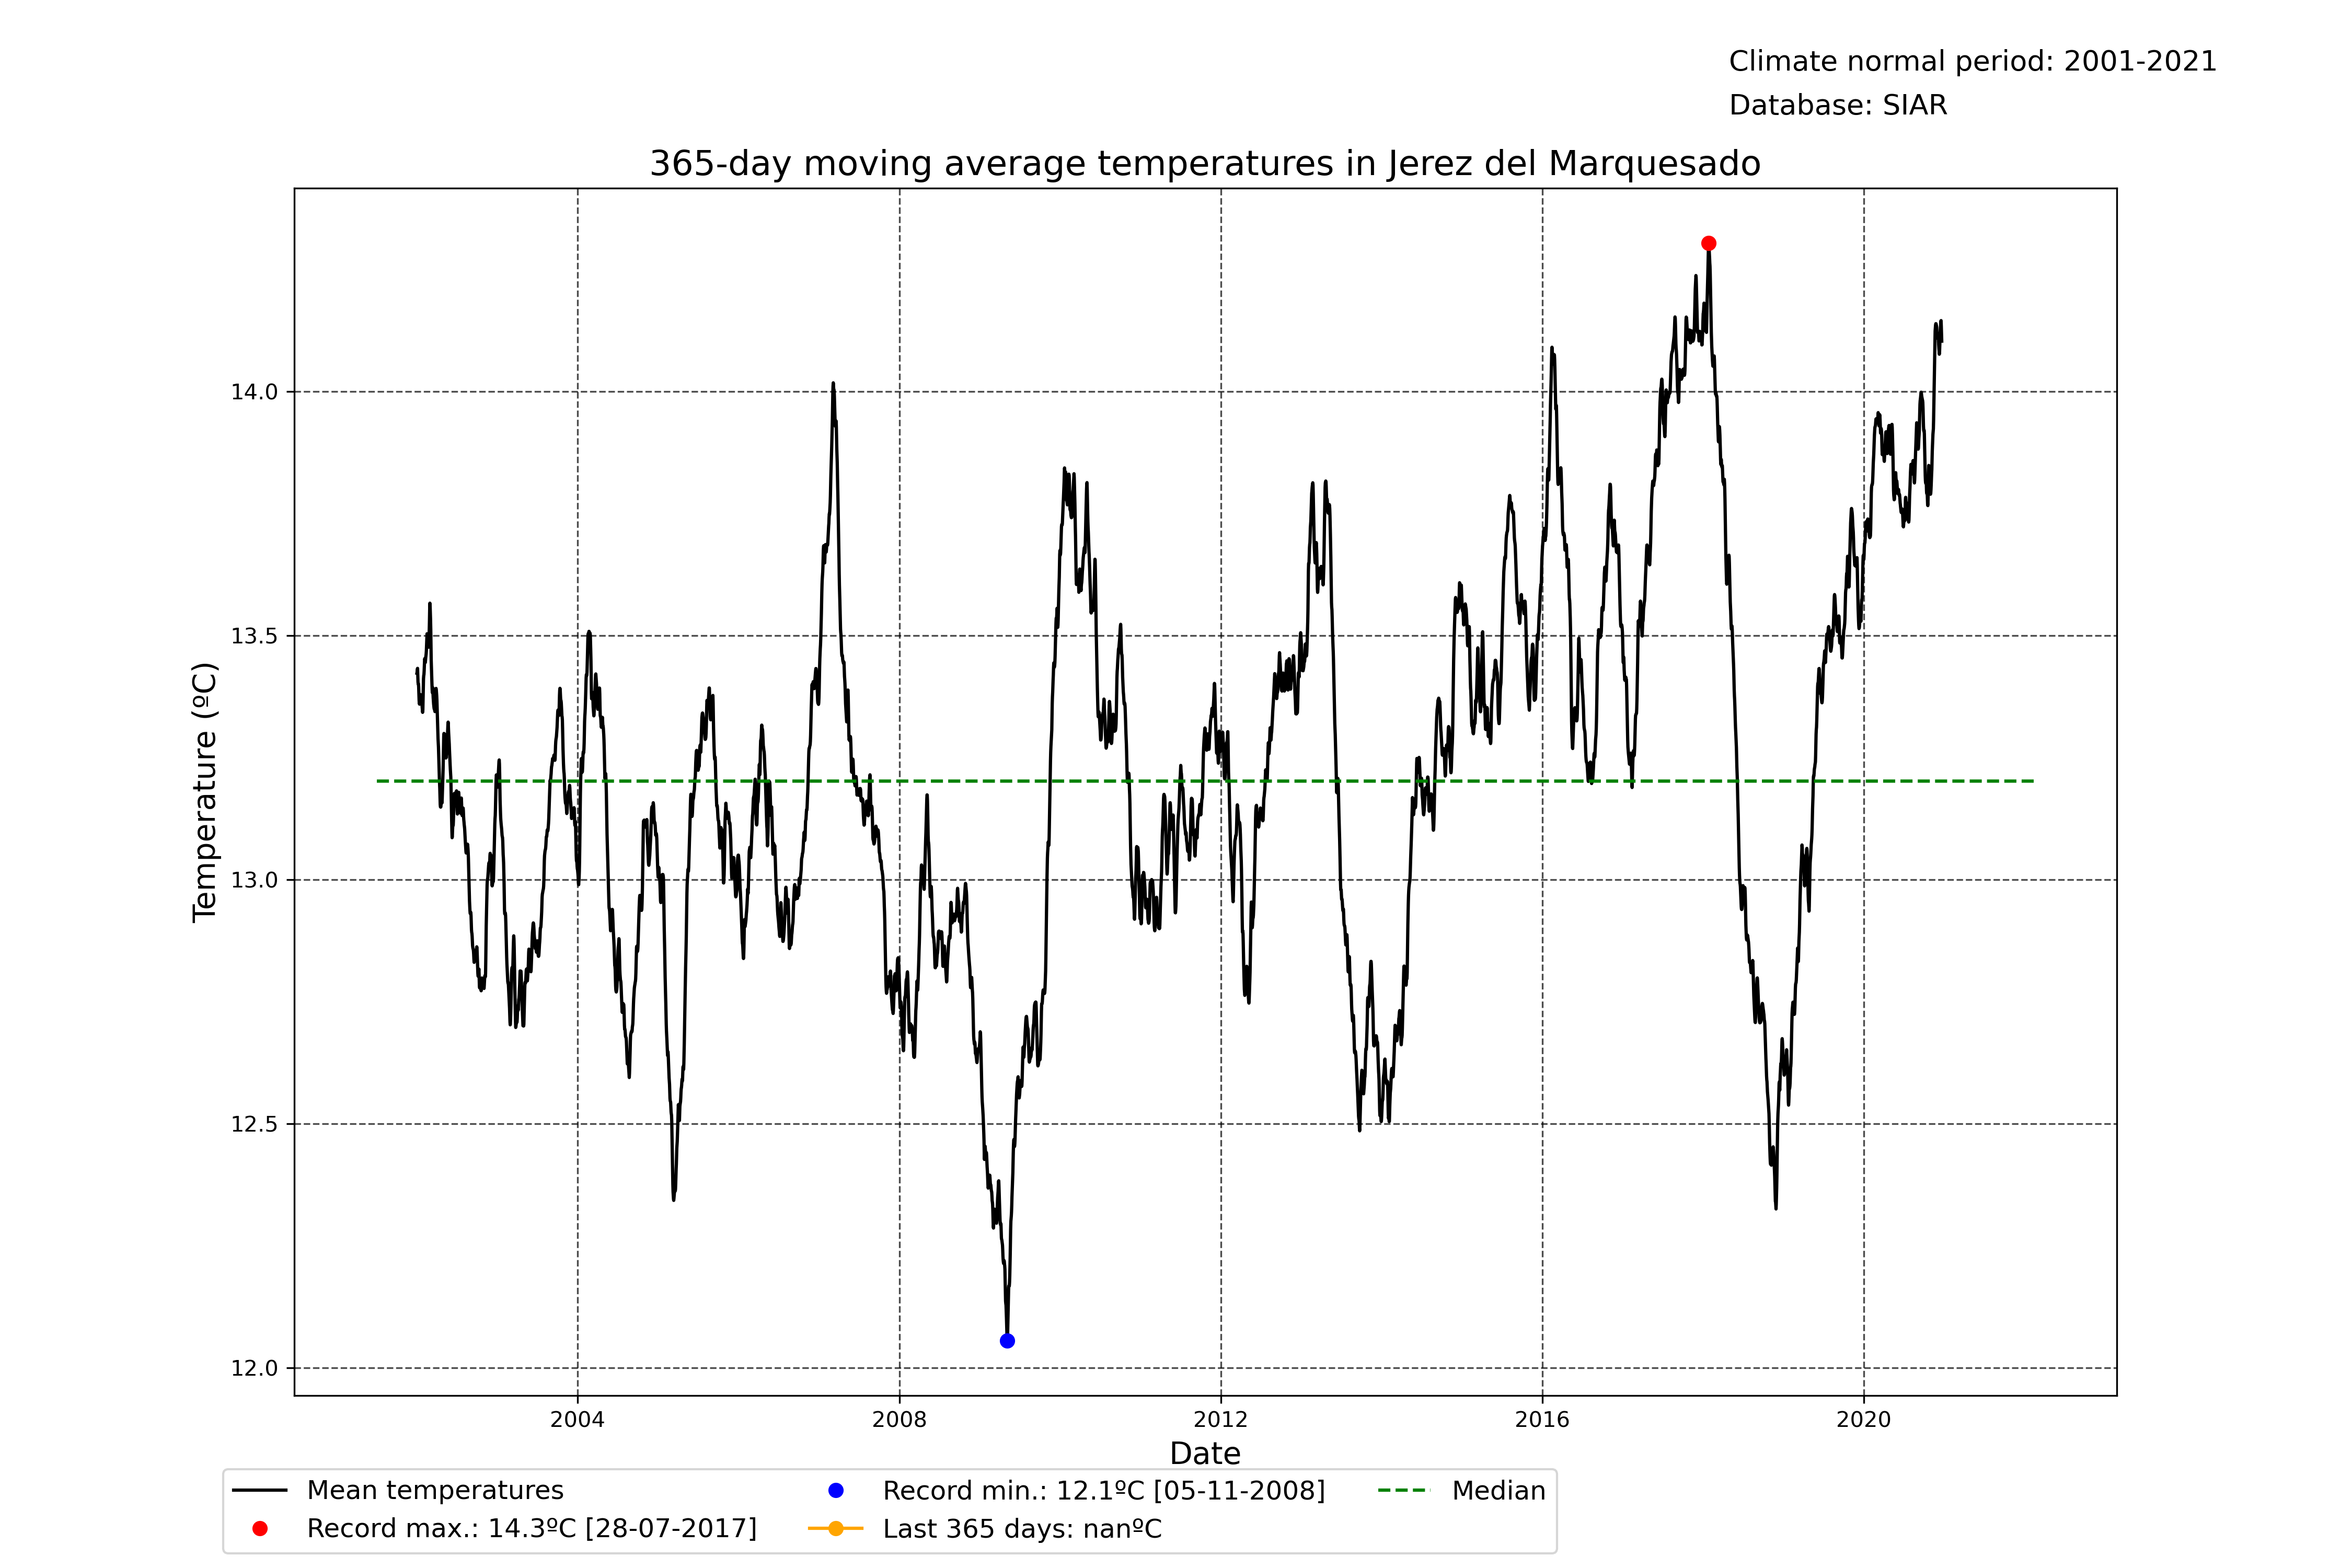 Climate normal period: 2001-2021
Database: SIAR
365-day moving average temperatures in Jerez del Marquesado
Temperature (ºC)
14.0
13.5
13.0
12.5
12.0
2004 2008 2012 2016 2020
Date
Mean temperatures
Record max.: 14.3ºC [28-07-2017]
Record min.: 12.1ºC [05-11-2008]
Last 365 days: nanºC
Median